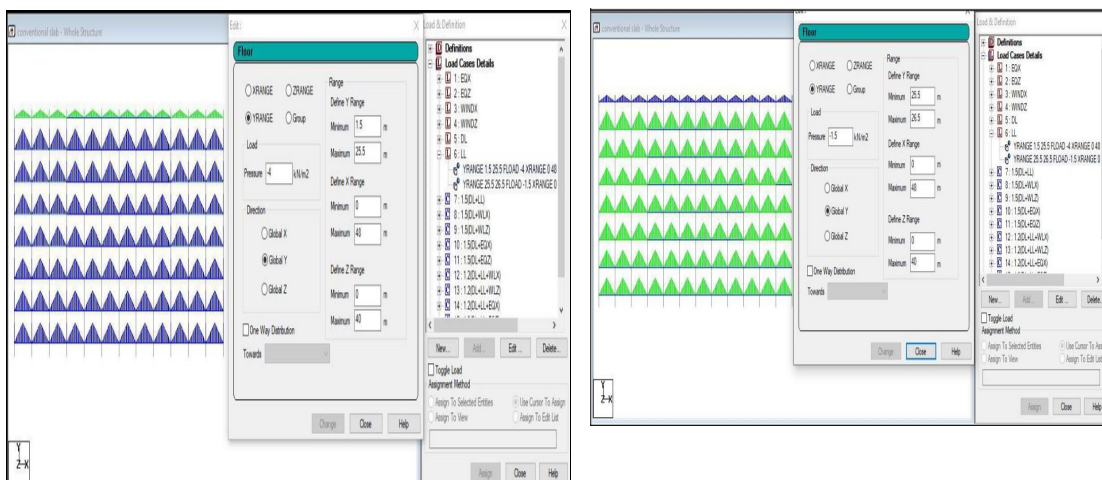 conventional slab - Whole Structure
Edit :
Floor
XRANGE
ZRANGE
YRANGE
Group
Load
Pressure
-4
kN/m2
Direction
Global X
Global Y
Global Z
One Way Distribution
Towards
Range
Define Y Range
Minimum 1.5 m
Maximum 25.5 m
Define X Range
Minimum 0 m
Maximum 48 m
Define Z Range
Minimum 0 m
Maximum 40 m
Change
Close
Help
Load & Definition
Definitions
Load Cases Details
1 : EQX
2 : EQZ
3 : WINDX
4 : WINDZ
5 : DL
6 : LL
YRANGE 1.5 25.5 FLOAD -4 XRANGE 0 48
YRANGE 25.5 26.5 FLOAD -1.5 XRANGE 0
7 : 1.5(DL+LL)
8 : 1.5(DL+WLX)
9 : 1.5(DL+WLZ)
10 : 1.5(DL+EQX)
11 : 1.5(DL+EQZ)
12 : 1.2(DL+LL+WLX)
13 : 1.2(DL+LL+WLZ)
14 : 1.2(DL+LL+EQX)
New...
Add...
Edit ...
Delete...
Toggle Load
Assignment Method
Assign To Selected Entities
Use Cursor To Assign
Assign To View
Assign To Edit List
Assign
Close
Help
Y
Z-X
conventional slab - Whole Structure
Floor
XRANGE
ZRANGE
YRANGE
Group
Load
Pressure
-1.5
kN/m2
Direction
Global X
Global Y
Global Z
One Way Distribution
Towards
Range
Define Y Range
Minimum 25.5 m
Maximum 26.5 m
Define X Range
Minimum 0 m
Maximum 48 m
Define Z Range
Minimum 0 m
Maximum 40 m
Change
Close
Help
Load & Definition
Definitions
Load Cases Details
1 : EQX
2 : EQZ
3 : WINDX
4 : WINDZ
5 : DL
6 : LL
YRANGE 1.5 25.5 FLOAD -4 XRANGE 0 48
YRANGE 25.5 26.5 FLOAD -1.5 XRANGE 0
7 : 1.5(DL+LL)
8 : 1.5(DL+WLX)
9 : 1.5(DL+WLZ)
10 : 1.5(DL+EQX)
11 : 1.5(DL+EQZ)
12 : 1.2(DL+LL+WLX)
13 : 1.2(DL+LL+WLZ)
14 : 1.2(DL+LL+EQX)
New...
Add...
Edit ...
Delete.
Toggle Load
Assignment Method
Assign To Selected Entities
Use Cursor To Ass
Assign To View
Assign To Edit List
Assign
Close
Help
Y
Z-X